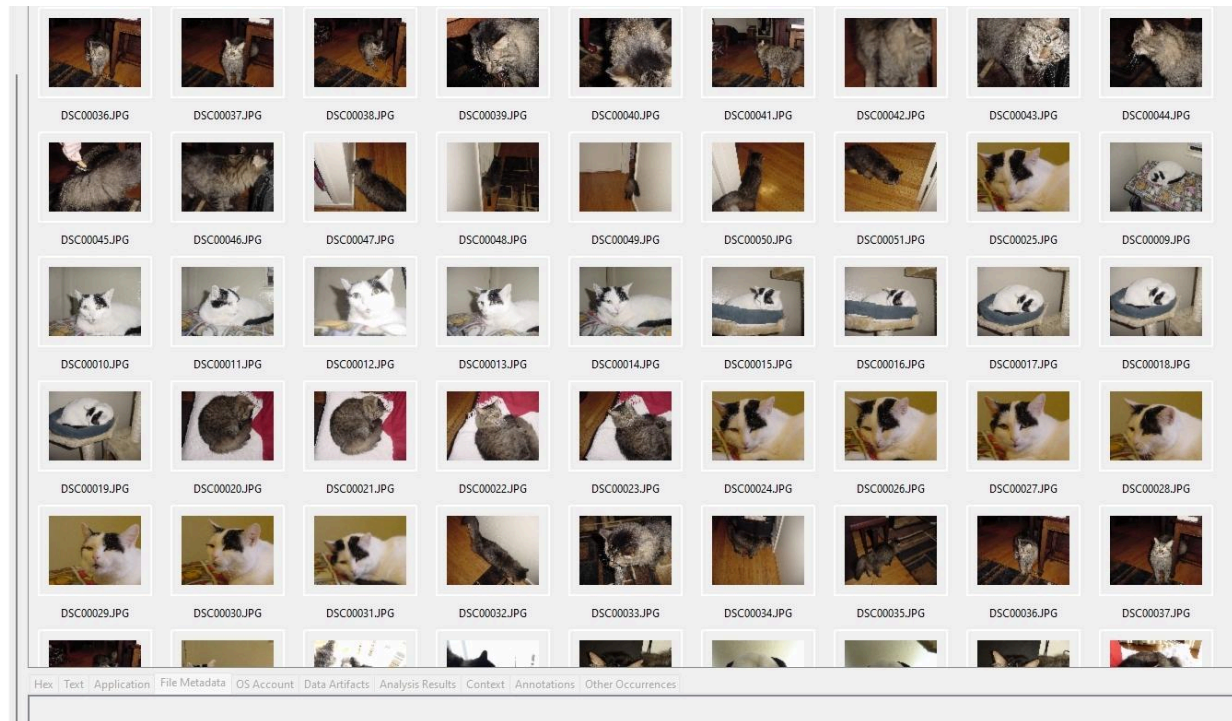 DSC00036.JPG DSC00037.JPG DSC00038.JPG DSC00039.JPG DSC00040.JPG DSC00041.JPG DSC00042.JPG DSC00043.JPG DSC00044.JPG
DSC00045.JPG DSC00046.JPG DSC00047.JPG DSC00048.JPG DSC00049.JPG DSC00050.JPG DSC00051.JPG DSC00025.JPG DSC00009.JPG
DSC00010.JPG DSC00011.JPG DSC00012.JPG DSC00013.JPG DSC00014.JPG DSC00015.JPG DSC00016.JPG DSC00017.JPG DSC00018.JPG
DSC00019.JPG DSC00020.JPG DSC00021.JPG DSC00022.JPG DSC00023.JPG DSC00024.JPG DSC00026.JPG DSC00027.JPG DSC00028.JPG
DSC00029.JPG DSC00030.JPG DSC00031.JPG DSC00032.JPG DSC00033.JPG DSC00034.JPG DSC00035.JPG DSC00036.JPG DSC00037.JPG
Hex Text Application File Metadata OS Account Data Artifacts Analysis Results Context Annotations Other Occurrences